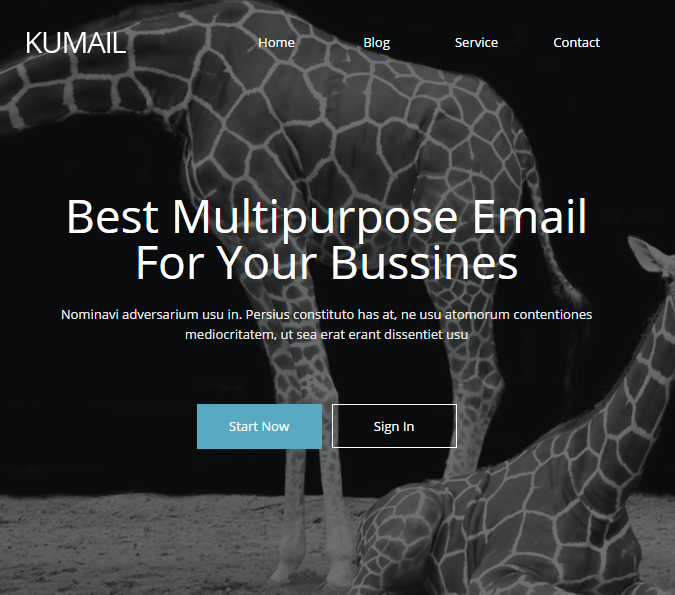 KUMAIL
Home Blog Service Contact
Best Multipurpose Email
For Your Bussines
Nominavi adversarium usu in. Persius constituto has at, ne usu atomorum contentiones
mediocritatem, ut sea erat erant dissentiet usu
Start Now Sign In